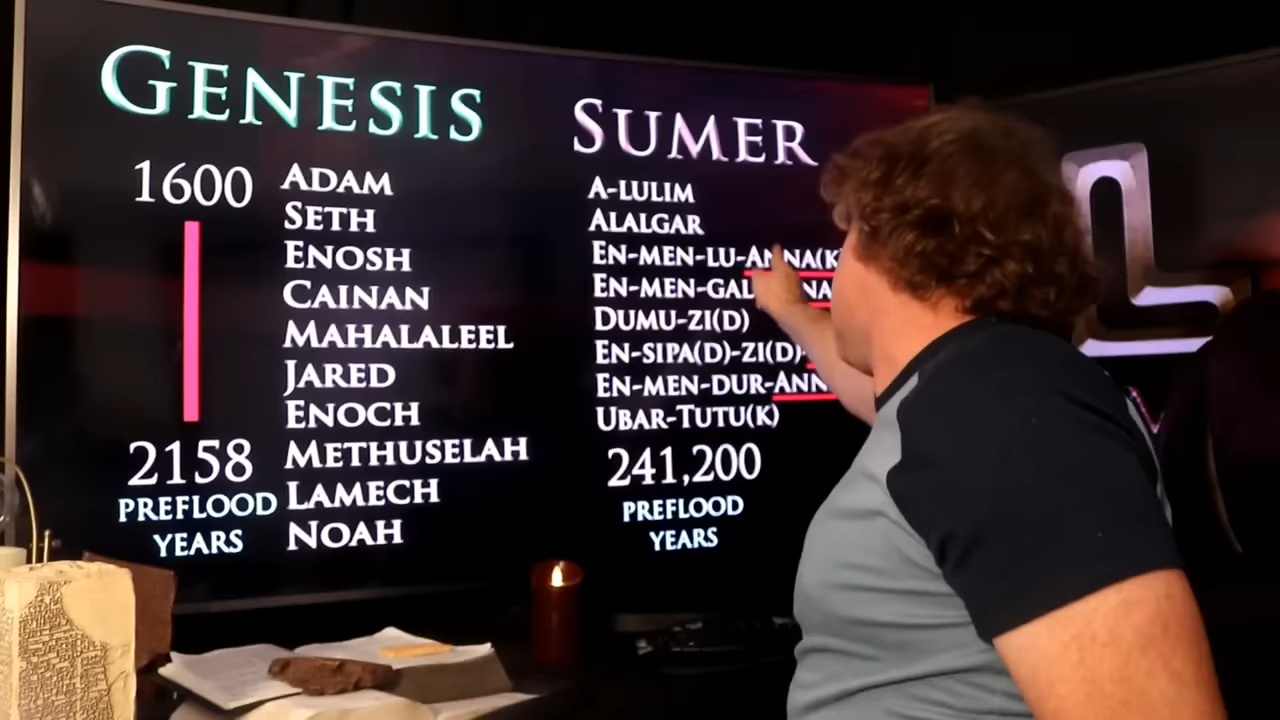 GENESIS
1600
ADAM
SETH
ENOSH
CAINAN
MAHALALEEL
JARED
ENOCH
METHUSELAH
LAMECH
NOAH
2158
PREFLOOD
YEARS
SUMER
A-LULIM
ALALGAR
EN-MEN-LU-ANNA(K
EN-MEN-GAL
DUMU-ZI(D)
EN-SIPA(D)-ZI(D)-
EN-MEN-DUR-ANN
UBAR-TUTU(K)
241,200
PREFLOOD
YEARS
L